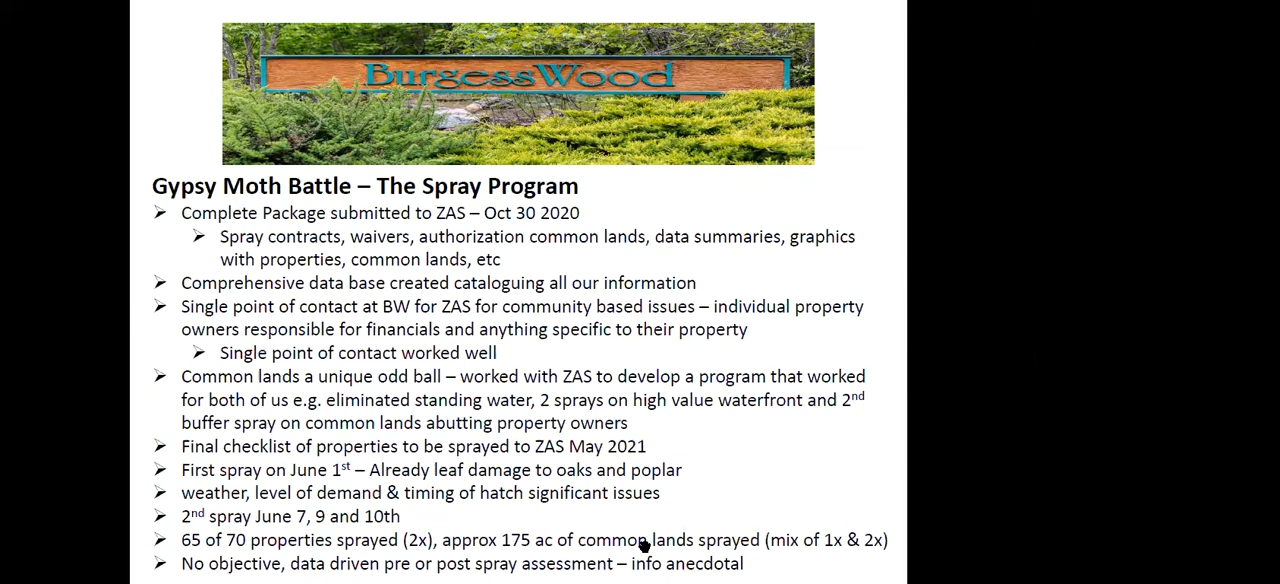 BurgessWood
Gypsy Moth Battle – The Spray Program
➢ Complete Package submitted to ZAS – Oct 30 2020
➢ Spray contracts, waivers, authorization common lands, data summaries, graphics
with properties, common lands, etc
➢ Comprehensive data base created cataloguing all our information
➢ Single point of contact at BW for ZAS for community based issues – individual property
owners responsible for financials and anything specific to their property
➢ Single point of contact worked well
➢ Common lands a unique odd ball – worked with ZAS to develop a program that worked
for both of us e.g. eliminated standing water, 2 sprays on high value waterfront and 2nd
buffer spray on common lands abutting property owners
➢ Final checklist of properties to be sprayed to ZAS May 2021
➢ First spray on June 1st – Already leaf damage to oaks and poplar
➢ weather, level of demand & timing of hatch significant issues
➢ 2nd spray June 7, 9 and 10th
➢ 65 of 70 properties sprayed (2x), approx 175 ac of common lands sprayed (mix of 1x & 2x)
➢ No objective, data driven pre or post spray assessment – info anecdotal